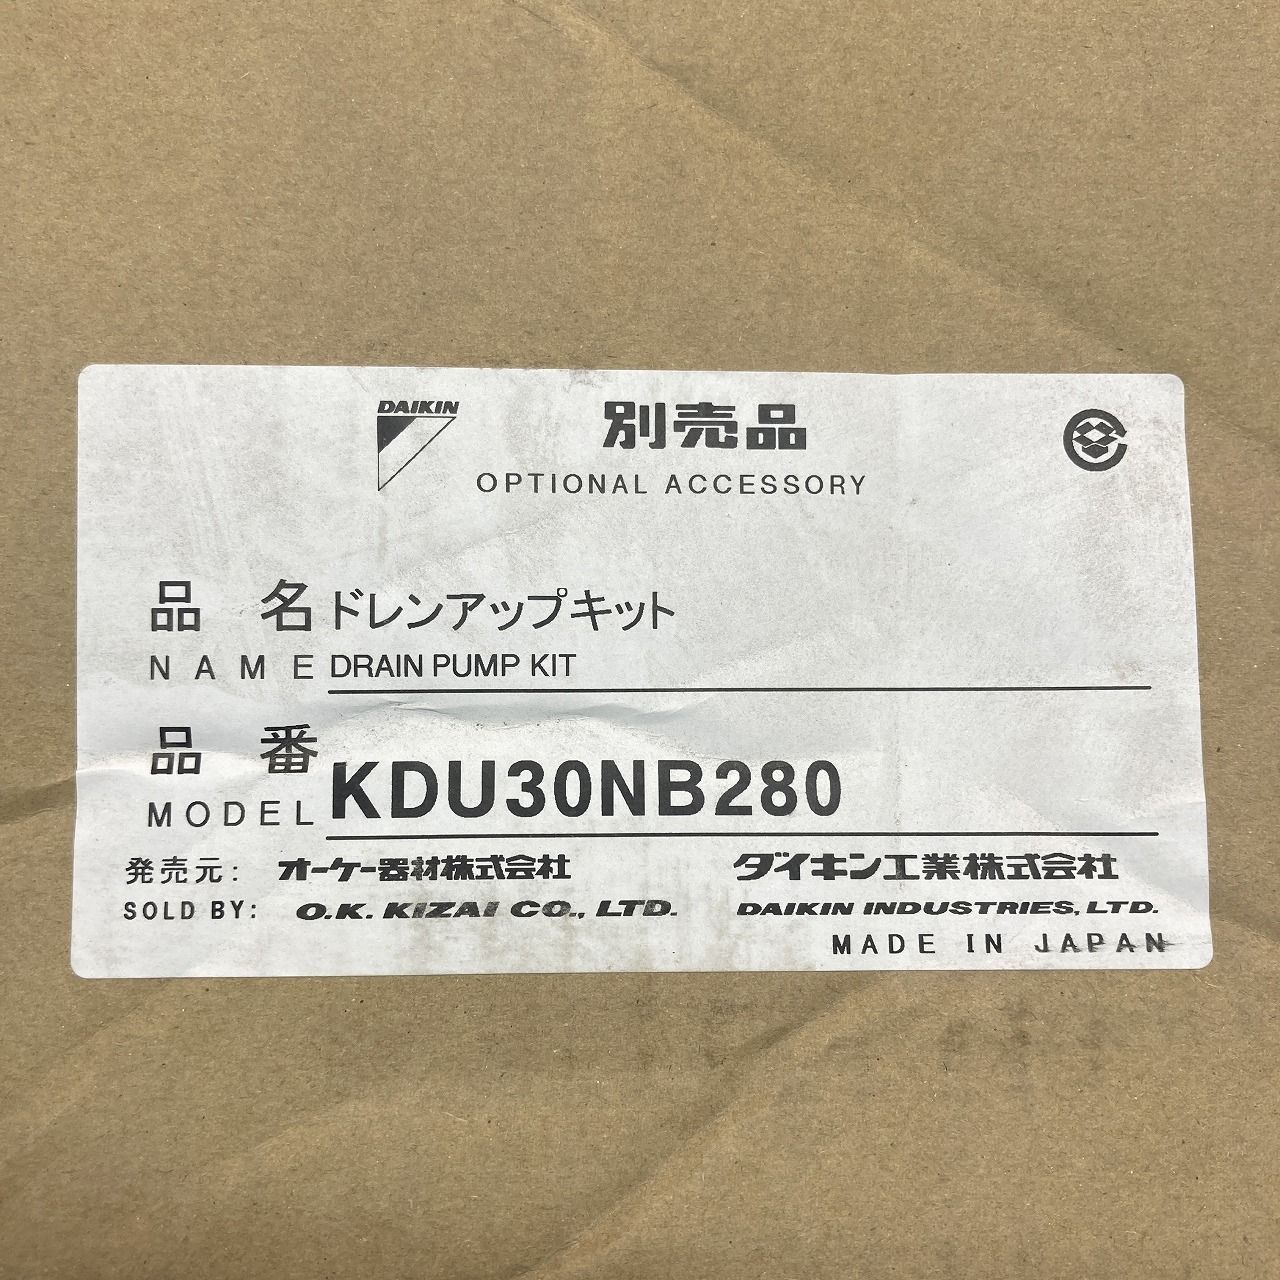 DAIKIN
別売品
OPTIONAL ACCESSORY
品 名 ドレンアップキット
NAME DRAIN PUMP KIT
品 番
MODEL KDU30NB280
発売元: オーケー器材株式会社 ダイキン工業株式会社
SOLD BY: O.K. KIZAI CO., LTD. DAIKIN INDUSTRIES, LTD.
MADE IN JAPAN